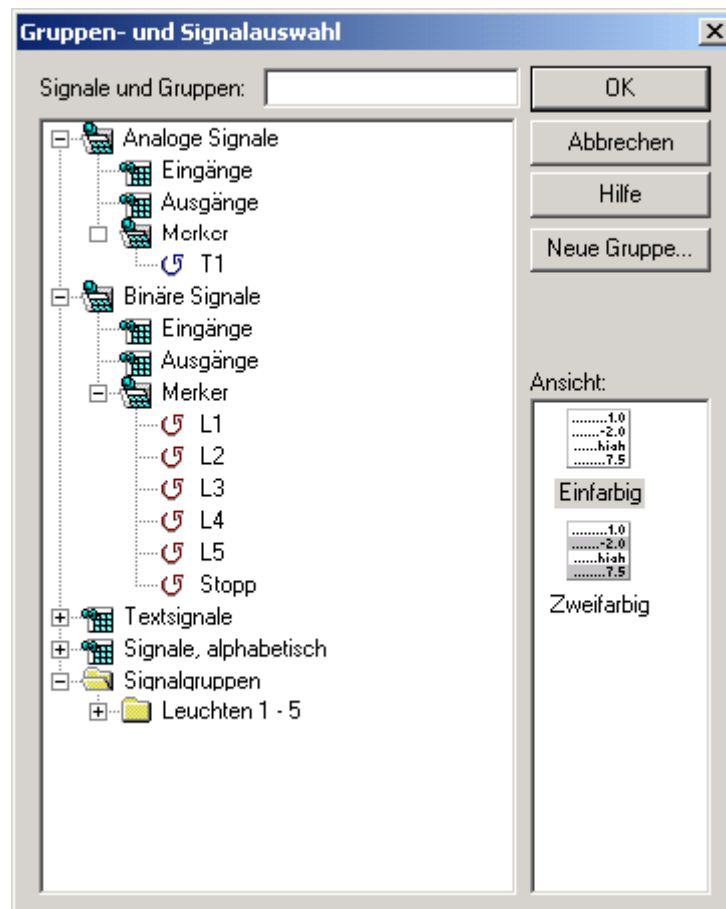 Gruppen- und Signalauswahl
Signale und Gruppen:
OK
Abbrechen
Hilfe
Neue Gruppe...
Analoge Signale
Eingänge
Ausgänge
Merker
T1
Binäre Signale
Eingänge
Ausgänge
Merker
L1
L2
L3
L4
L5
Stopp
Textsignale
Signale, alphabetisch
Signalgruppen
Leuchten 1 - 5
Ansicht:
........1.0
.......-2.0
......high
........7.5
Einfarbig
........1.0
.......-2.0
......high
........7.5
Zweifarbig